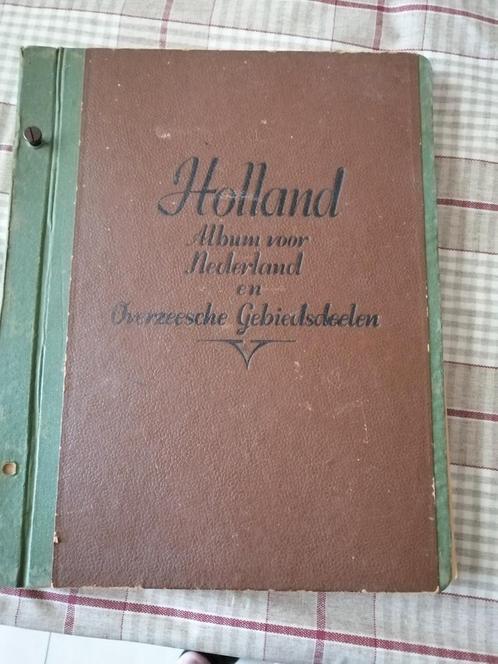 Holland
Album voor
Nederland
en
Overzeesche Gebiedsdeelen